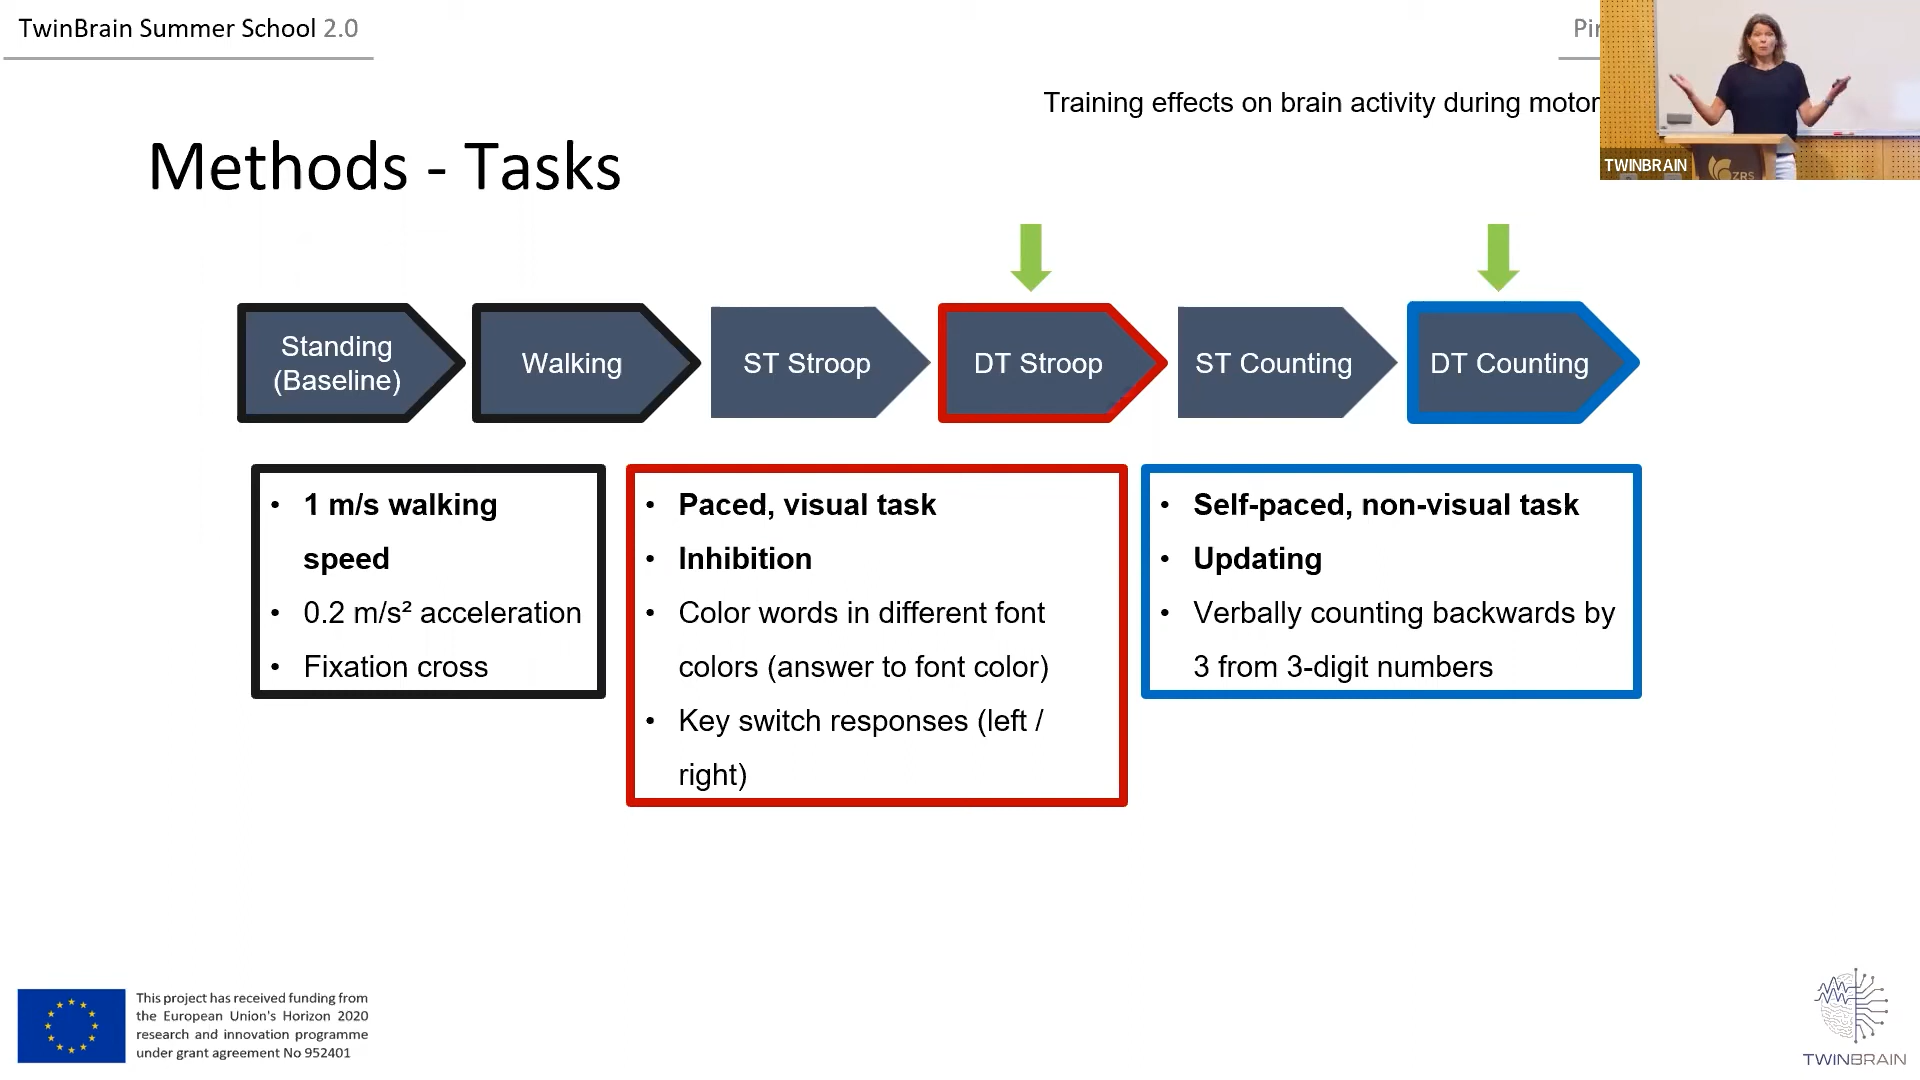 TwinBrain Summer School 2.0
Training effects on brain activity during motor
TWINBRAIN
ZRS
Methods - Tasks
Standing
(Baseline)
Walking
ST Stroop
DT Stroop
ST Counting
DT Counting
• 1 m/s walking
speed
• 0.2 m/s² acceleration
• Fixation cross
• Paced, visual task
• Inhibition
• Color words in different font
colors (answer to font color)
• Key switch responses (left /
right)
• Self-paced, non-visual task
• Updating
• Verbally counting backwards by
3 from 3-digit numbers
This project has received funding from
the European Union's Horizon 2020
research and innovation programme
under grant agreement No 952401
TWINBRAIN